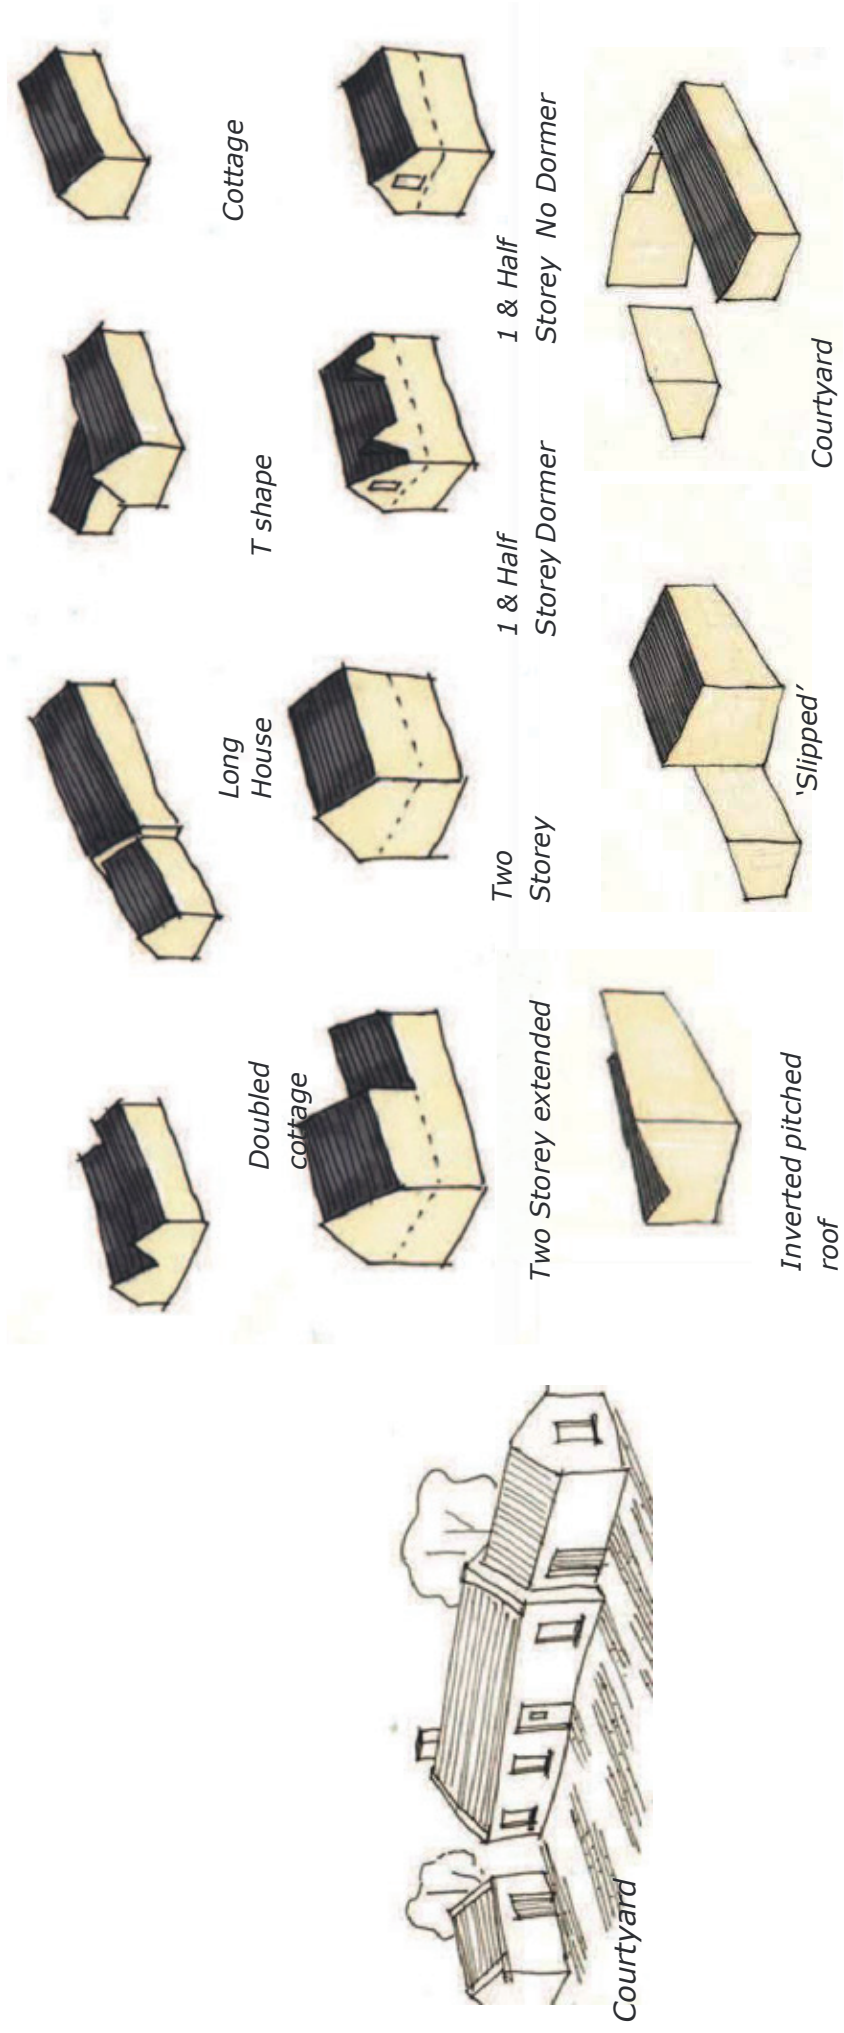 Doubled
cottage
Long
House
T shape
Cottage
Two Storey extended
Two
Storey
1 & Half
Storey Dormer
1 & Half
Storey No Dormer
Courtyard
Inverted pitched
roof
‘Slipped’
Courtyard